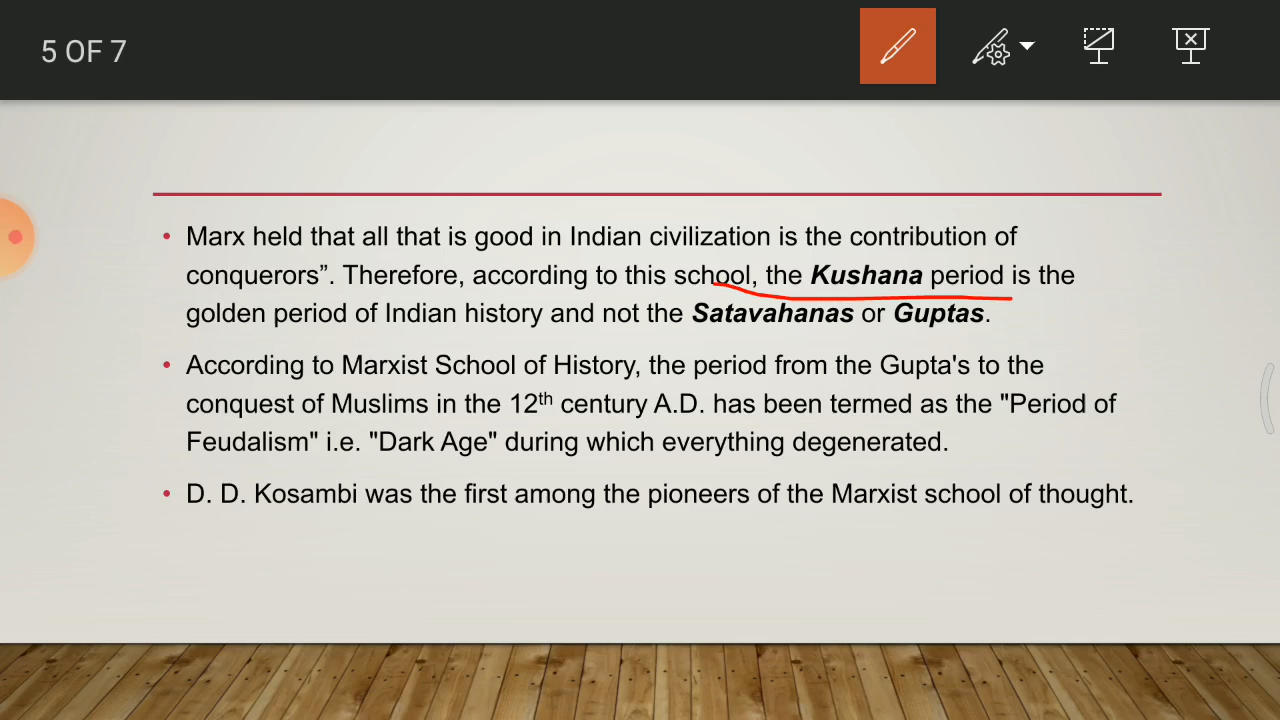 5 OF 7
• Marx held that all that is good in Indian civilization is the contribution of
conquerors”. Therefore, according to this school, the Kushana period is the
golden period of Indian history and not the Satavahanas or Guptas.
• According to Marxist School of History, the period from the Gupta's to the
conquest of Muslims in the 12th century A.D. has been termed as the "Period of
Feudalism" i.e. "Dark Age" during which everything degenerated.
• D. D. Kosambi was the first among the pioneers of the Marxist school of thought.